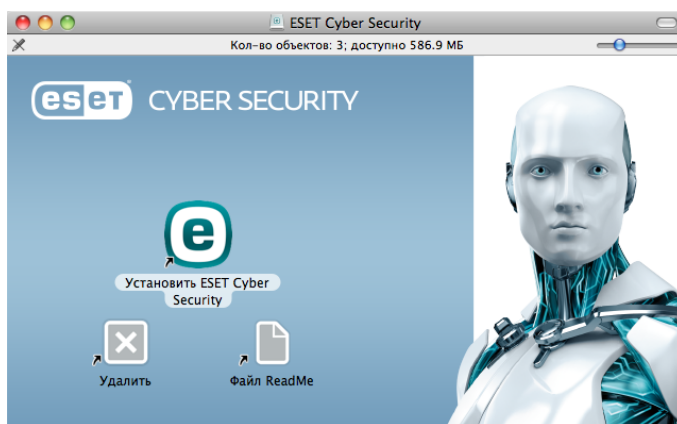 ESET Cyber Security
Кол-во объектов: 3; доступно 586.9 МБ
eset CYBER SECURITY
e
Установить ESET Cyber
Security
Удалить
Файл ReadMe